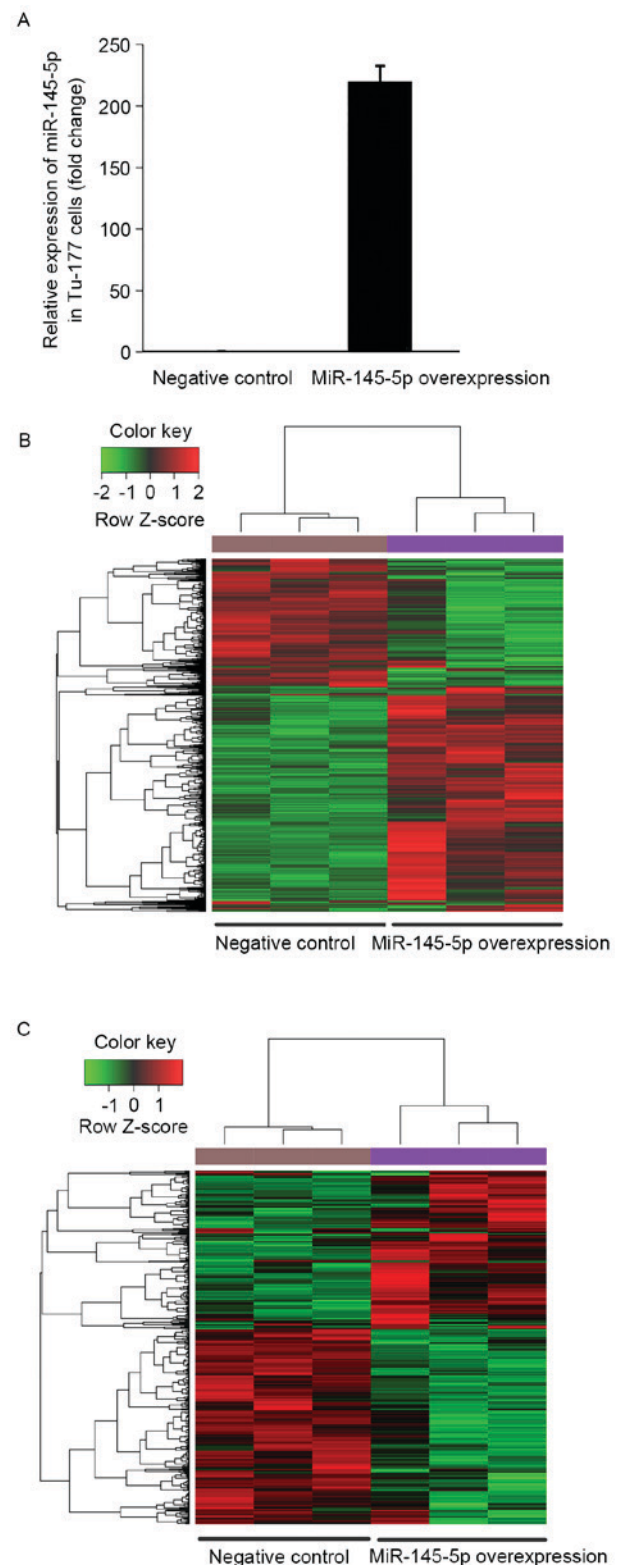 A
Relative expression of miR-145-5p
in Tu-177 cells (fold change)
250
200
150
100
50
0
Negative control
MiR-145-5p overexpression
B
Color key
-2 -1 0 1 2
Row Z-score
Negative control
MiR-145-5p overexpression
C
Color key
-1 0 1
Row Z-score
Negative control
MiR-145-5p overexpression